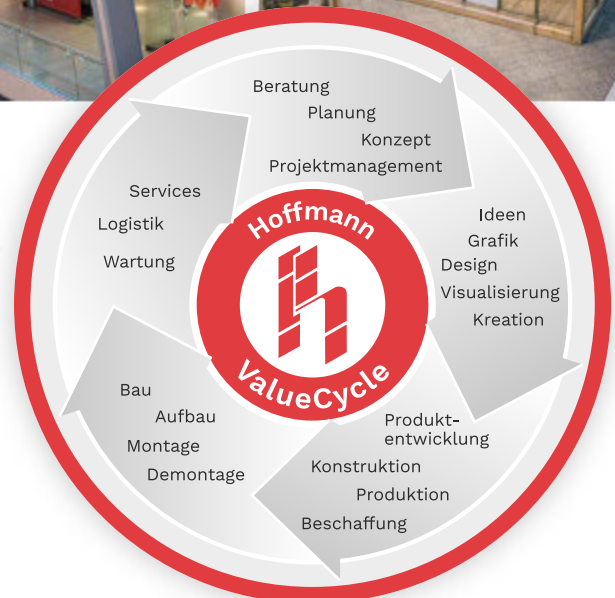 Beratung
Planung
Konzept
Projektmanagement
Ideen
Grafik
Design
Visualisierung
Kreation
Produkt-
entwicklung
Konstruktion
Produktion
Beschaffung
Bau
Aufbau
Montage
Demontage
Services
Logistik
Wartung
Hoffmann
ValueCycle